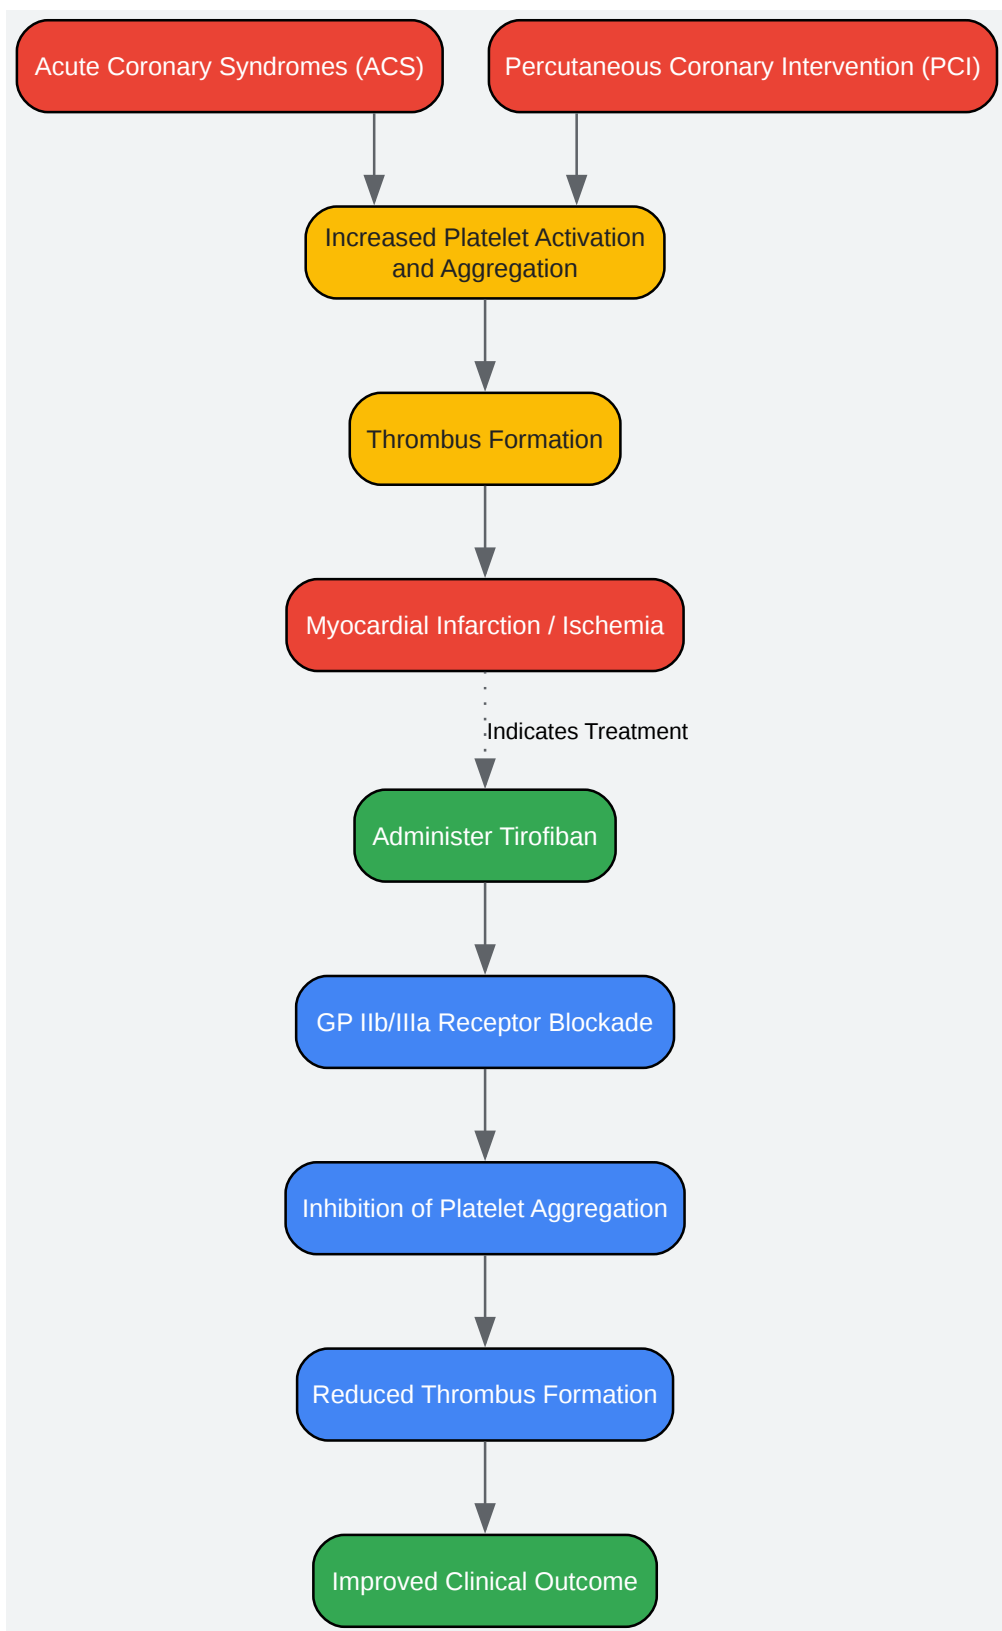 Acute Coronary Syndromes (ACS)
Percutaneous Coronary Intervention (PCI)
Increased Platelet Activation
and Aggregation
Thrombus Formation
Myocardial Infarction / Ischemia
Indicates Treatment
Administer Tirofiban
GP IIb/IIIa Receptor Blockade
Inhibition of Platelet Aggregation
Reduced Thrombus Formation
Improved Clinical Outcome